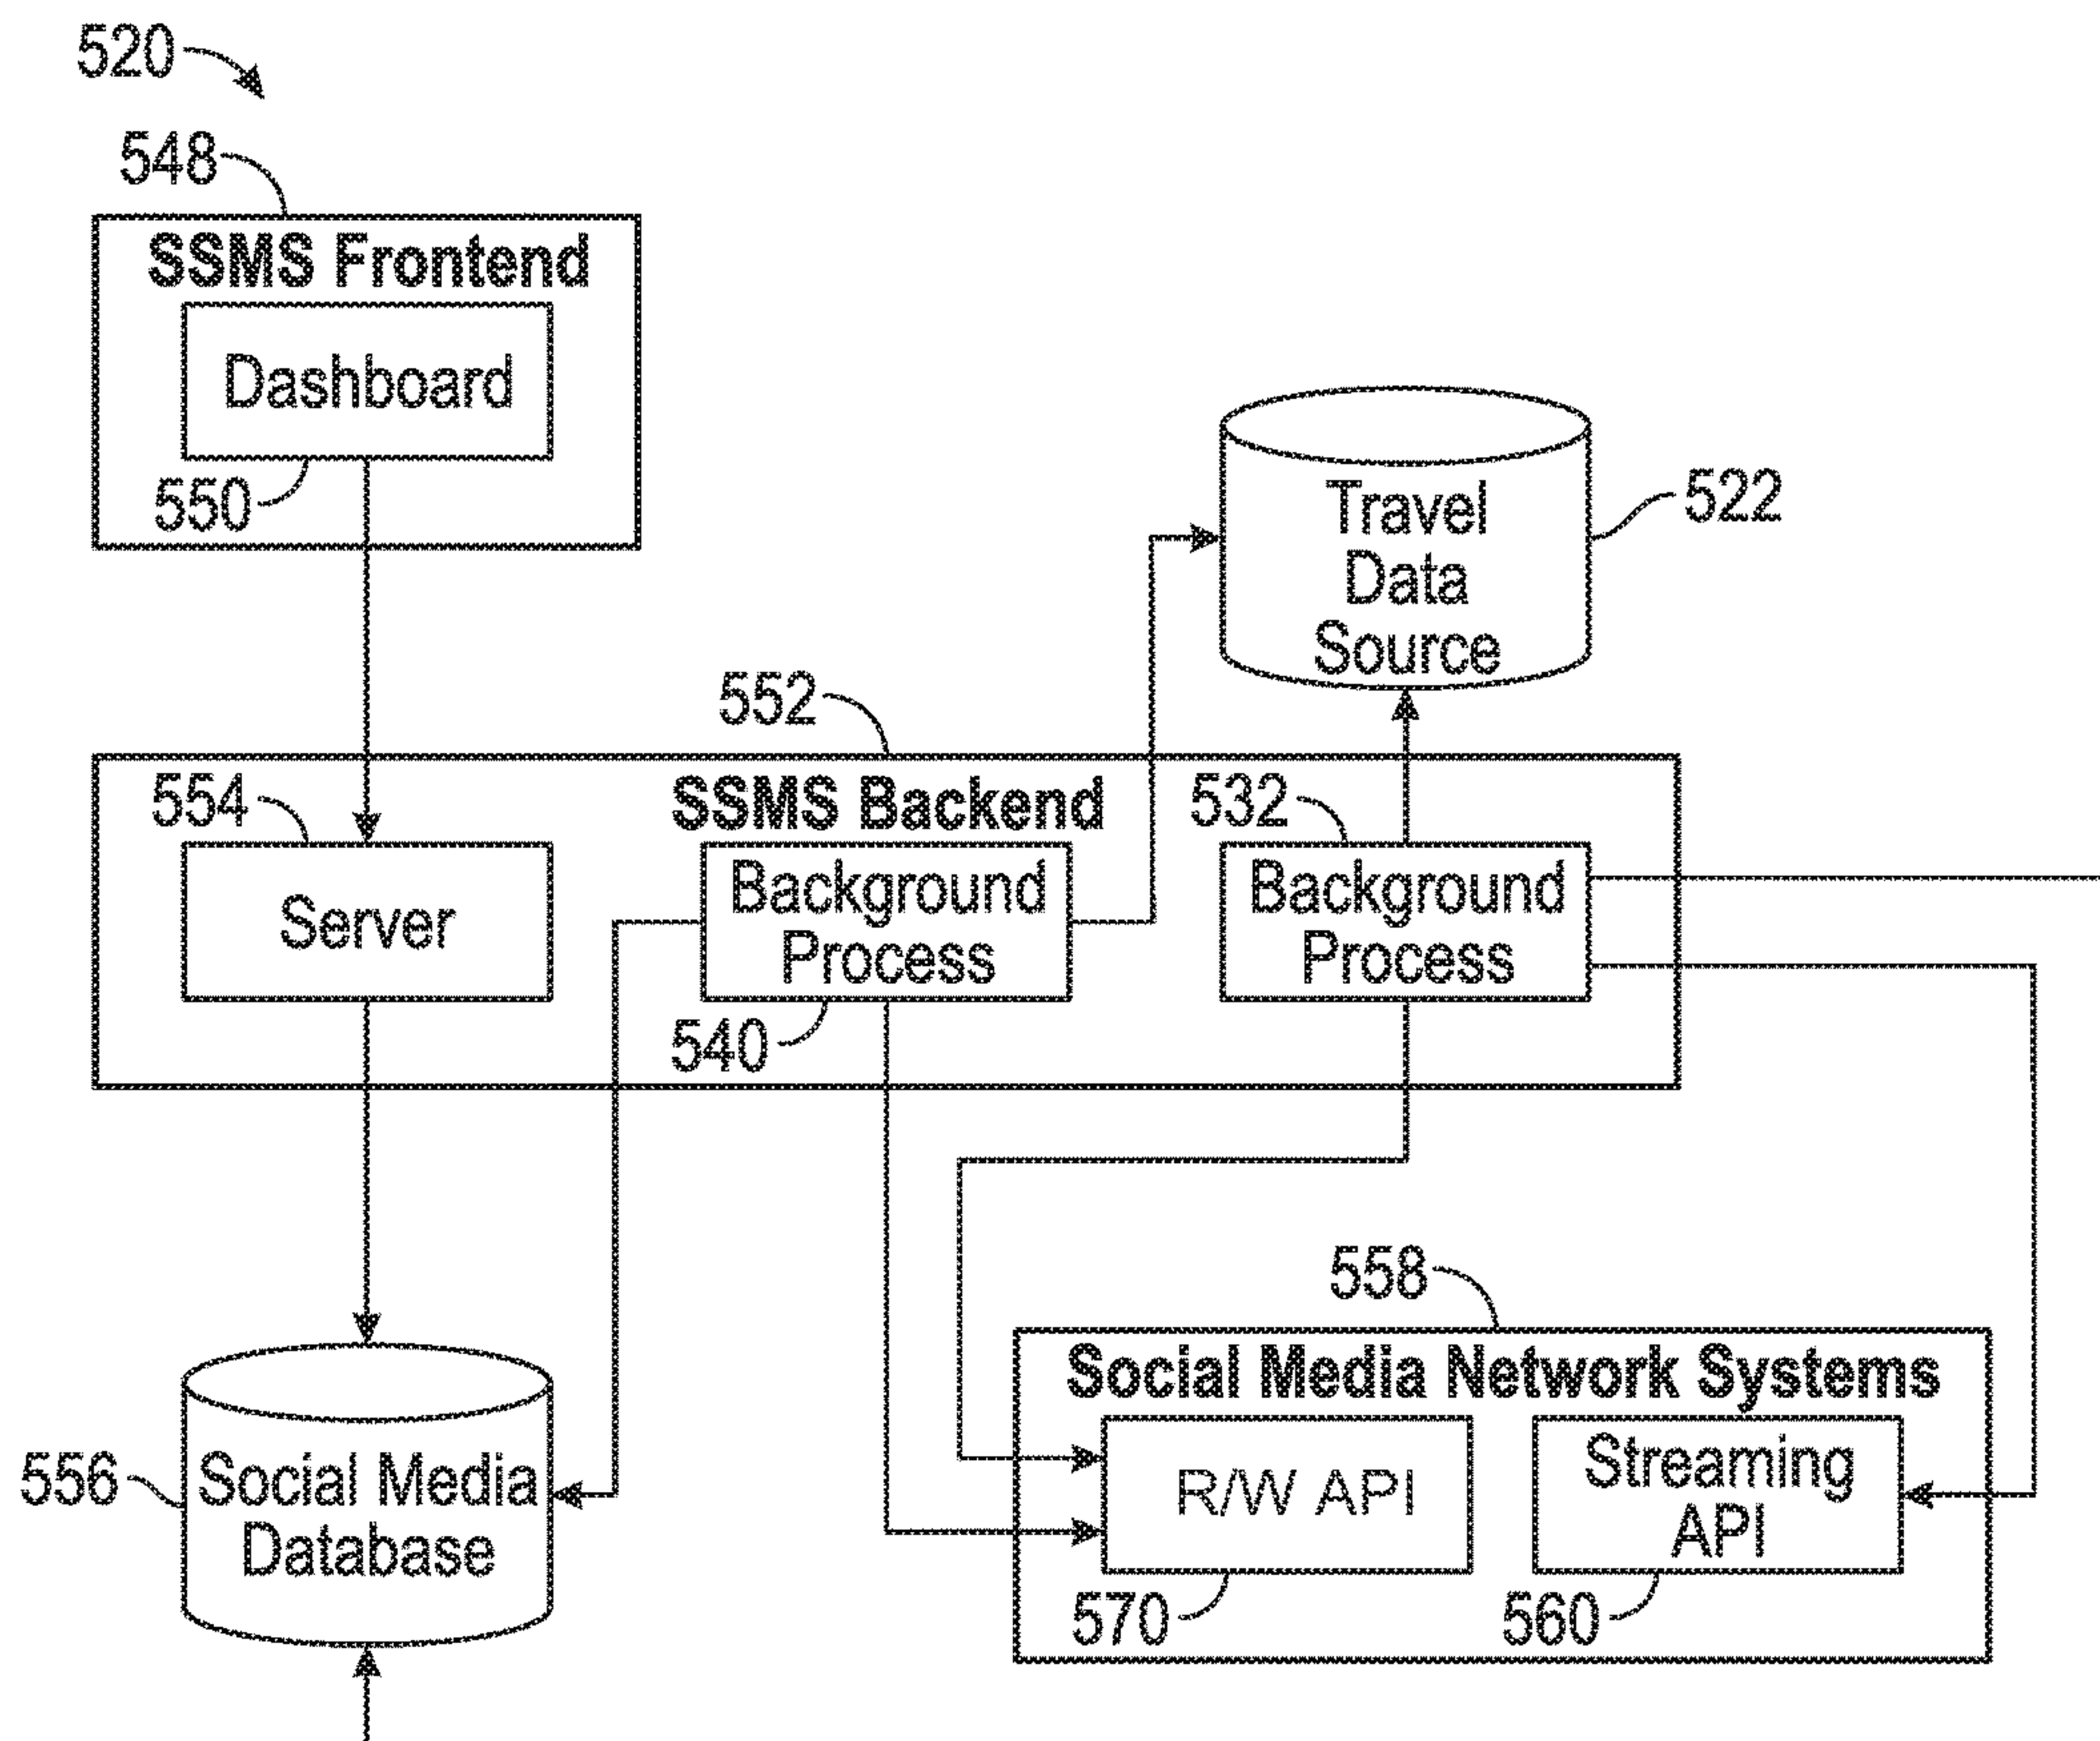 520
548
SSMS Frontend
Dashboard
550
Travel
Data
Source
522
552
SSMS Backend
554
Server
Background
Process
540
532
Background
Process
558
Social Media Network Systems
R/W API
570
Streaming
API
560
556
Social Media
Database